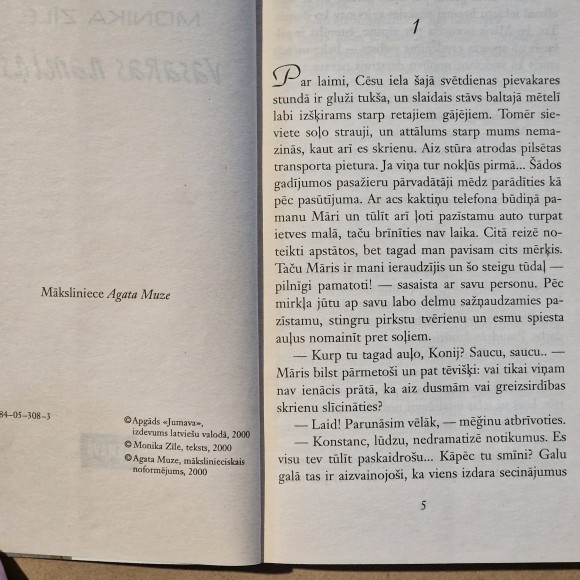 MONIKA ZĪLE
Māksliniece Agata Muze
84–05–308–3
© Apgāds «Jumava»,
izdevums latviešu valodā, 2000
© Monika Zīle, teksts, 2000
© Agata Muze, mākslinieciskais
noformējums, 2000
1
Par laimi, Cēsu iela šajā svētdienas pievakares
stundā ir gluži tukša, un slaidais stāvs baltajā mētelī
labi izšķirams starp retajiem gājējiem. Tomēr sie-
viete soļo strauji, un attālums starp mums nema-
zinās, kaut arī es skrienu. Aiz stūra atrodas pilsētas
transporta pietura. Ja viņa tur nokļūs pirmā... Šādos
gadījumos pasažieru pārvadātāji mēdz parādīties kā
pēc pasūtījuma. Ar acs kaktiņu telefona būdiņā pa-
manu Māri un tūlīt arī ļoti pazīstamu auto turpat
ietves malā, taču brīnīties nav laika. Citā reizē no-
teikti apstātos, bet tagad man pavisam cits mērķis.
Taču Māris ir mani ieraudzījis un šo steigu tūdaļ —
pilnīgi pamatoti! — sasaista ar savu personu. Pēc
mirkļa jūtu ap savu labo delmu sažņaudzamies pa-
zīstamu, stingru pirkstu tvērienu un esmu spiesta
auļus nomainīt pret soļiem.
— Kurp tu tagad auļo, Konij? Saucu, saucu.. —
Māris bilst pārmetoši un pat tēvišķi: vai tikai viņam
nav ienācis prātā, ka aiz dusmām vai greizsirdības
skrienu slīcināties?
— Laid! Parunāsim vēlāk, — mēģinu atbrīvoties.
— Konstanc, lūdzu, nedramatizē notikumus. Es
visu tev tūlīt paskaidrošu... Kāpēc tu smīni? Galu
galā tas ir aizvainojoši, ka viens izdara secinājumus
5